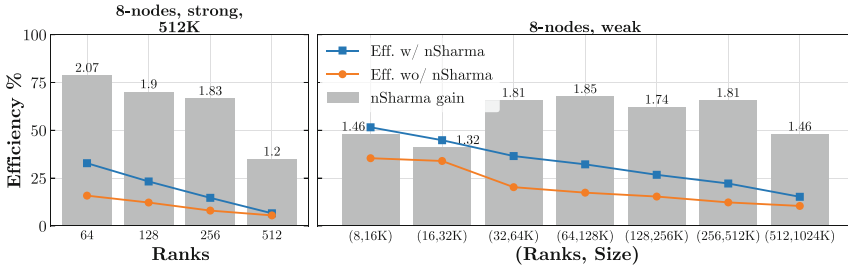 8-nodes, strong,
512K
8-nodes, weak
Efficiency %
100
75
50
25
0
2.07
1.9
1.83
1.2
64
128
256
512
Ranks
Eff. w/ nSharma
Eff. wo/ nSharma
nSharma gain
1.46
1.32
1.81
1.85
1.74
1.81
1.46
(8,16K)
(16,32K)
(32,64K)
(64,128K)
(128,256K)
(256,512K)
(512,1024K)
(Ranks, Size)